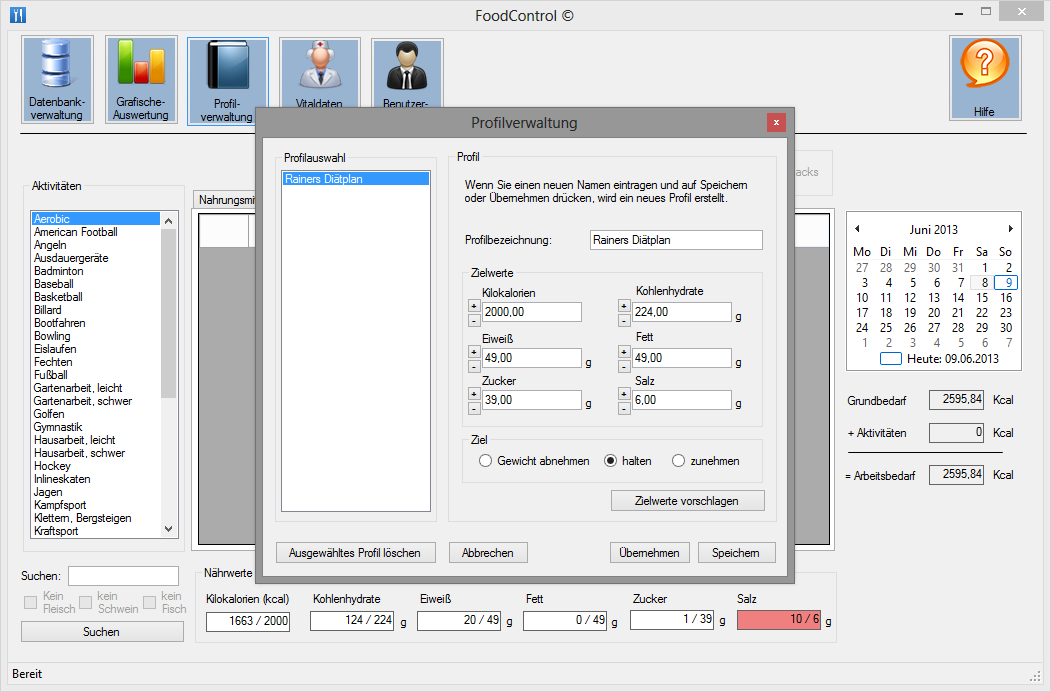 FoodControl ©
Datenbank-
verwaltung
Grafische-
Auswertung
Profil-
verwaltung
Vitaldaten
Benutzer-
Hilfe
Profilverwaltung
Profilauswahl
Rainers Diätplan
Profil
Wenn Sie einen neuen Namen eintragen und auf Speichern
oder Übernehmen drücken, wird ein neues Profil erstellt.
Profilbezeichnung:
Rainers Diätplan
Zielwerte
Kilokalorien
+
-
2000,00
Kohlenhydrate
+
-
224,00
g
Eiweiß
+
-
49,00
g
Fett
+
-
49,00
g
Zucker
+
-
39,00
g
Salz
+
-
6,00
g
Ziel
Gewicht abnehmen
halten
zunehmen
Zielwerte vorschlagen
Ausgewähltes Profil löschen
Abbrechen
Übernehmen
Speichern
Aktivitäten
Aerobic
American Football
Angeln
Ausdauergeräte
Badminton
Baseball
Basketball
Billard
Bootfahren
Bowling
Eislaufen
Fechten
Fußball
Gartenarbeit, leicht
Gartenarbeit, schwer
Golfen
Gymnastik
Hausarbeit, leicht
Hausarbeit, schwer
Hockey
Inlineskaten
Jagen
Kampfsport
Klettern, Bergsteigen
Kraftsport
Nahrungsmi
acks
Juni 2013
Mo Di Mi Do Fr Sa So
27 28 29 30 31 1 2
3 4 5 6 7 8 9
10 11 12 13 14 15 16
17 18 19 20 21 22 23
24 25 26 27 28 29 30
1 2 3 4 5 6 7
Heute: 09.06.2013
Grundbedarf 2595,84 Kcal
+ Aktivitäten 0 Kcal
= Arbeitsbedarf 2595,84 Kcal
Suchen:
Kein
Fleisch
kein
Schwein
kein
Fisch
Suchen
Nährwerte
Kilokalorien (kcal)
1663 / 2000
Kohlenhydrate
124 / 224 g
Eiweiß
20 / 49 g
Fett
0 / 49 g
Zucker
1 / 39 g
Salz
10 / 6 g
Bereit